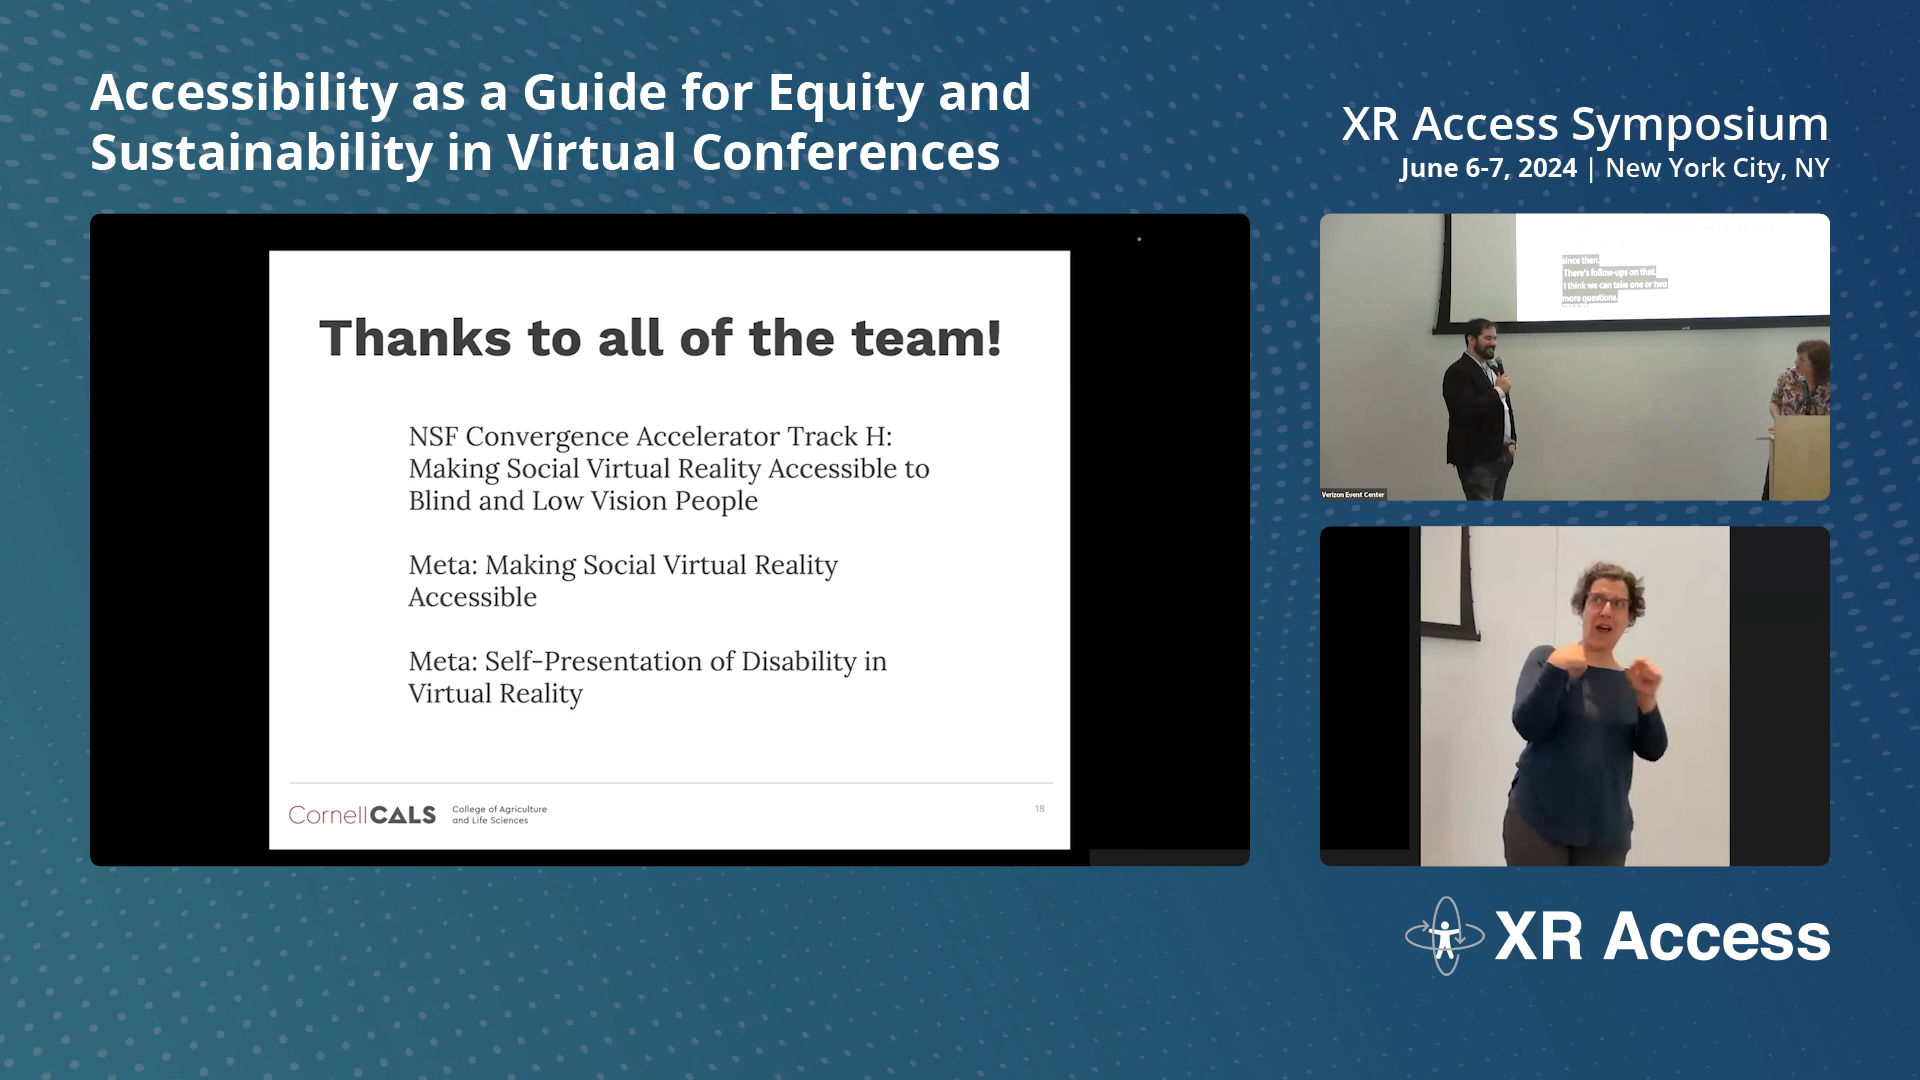 Accessibility as a Guide for Equity and
Sustainability in Virtual Conferences
XR Access Symposium
June 6-7, 2024 | New York City, NY
Thanks to all of the team!
NSF Convergence Accelerator Track H:
Making Social Virtual Reality Accessible to
Blind and Low Vision People
Meta: Making Social Virtual Reality
Accessible
Meta: Self-Presentation of Disability in
Virtual Reality
CornellCALS
College of Agriculture
and Life Sciences
18
since then.
There's follow-ups on that.
I think we can take one or two
more questions.
Verizon Event Center
XR Access